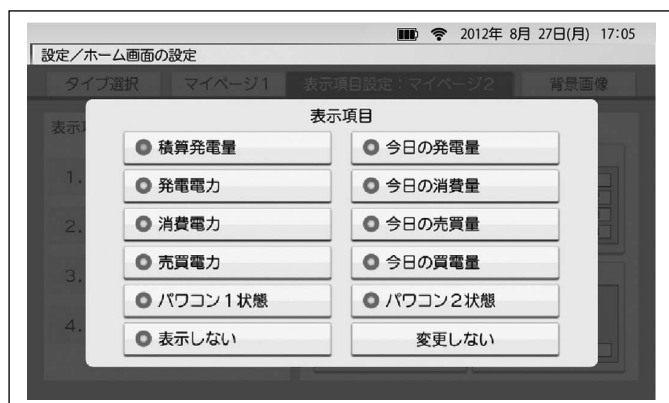 2012年 8月 27日(月) 17:05
設定／ホーム画面の設定
タイプ選択 マイページ1 表示項目設定：マイページ2 背景画像
表示項目
表示
積算発電量 今日の発電量
1.
発電電力 今日の消費量
2.
消費電力 今日の売買量
売買電力 今日の買電量
3.
パワコン1状態 パワコン2状態
4.
表示しない 変更しない